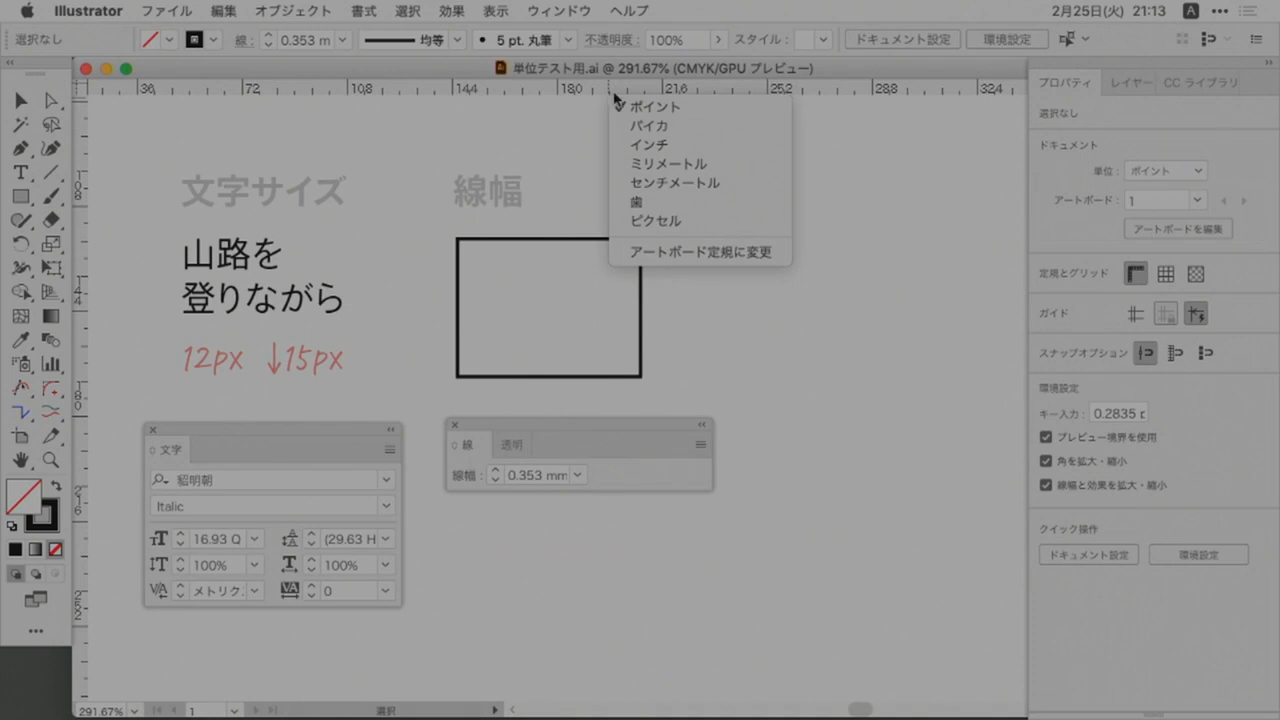 Illustrator ファイル 編集 オブジェクト 書式 選択 効果 表示 ウィンドウ ヘルプ 2月25日(火) 21:13 A
選択なし 線: 0.353 m 均等 5 pt. 丸筆 不透明度: 100% スタイル: ドキュメント設定 環境設定
単位テスト用.ai @ 291.67% (CMYK/GPU プレビュー)
36 72 10,8 14,4 18,0 21,6 25,2 28,8 32,4
108
144
180
216
252
ポイント
パイカ
インチ
ミリメートル
センチメートル
歯
ピクセル
アートボード定規に変更
文字サイズ
山路を
登りながら
12px ↓15px
線幅
文字
貂明朝
Italic
16.93 Q (29.63 H
100% 100%
メトリク. 0
線 透明
線幅: 0.353 mm
プロパティ レイヤー CC ライブラリ
選択なし
ドキュメント
単位: ポイント
アートボード: 1
アートボードを編集
定規とグリッド
ガイド
スナップオプション
環境設定
キー入力: 0.2835
プレビュー境界を使用
角を拡大・縮小
線幅と効果を拡大・縮小
クイック操作
ドキュメント設定 環境設定
291.67% 1 選択